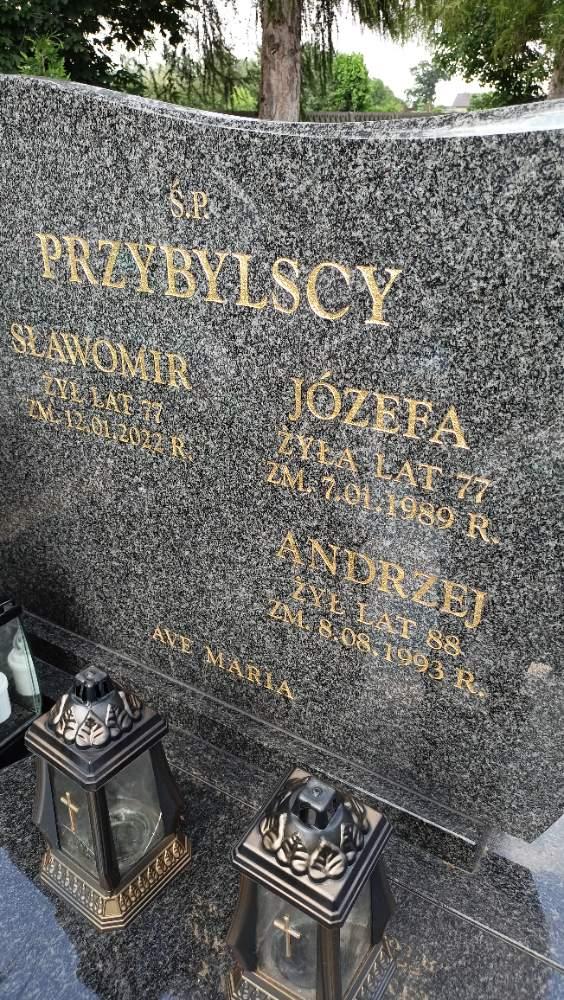 Ś.P.
PRZYBYLSCY
SŁAWOMIR
ŻYŁ LAT 77
ZM. 12.01.2022 R.
JÓZEFA
ŻYŁA LAT 77
ZM. 7.01.1989 R.
ANDRZEJ
ŻYŁ LAT 88
ZM. 8.08.1993 R.
AVE MARIA